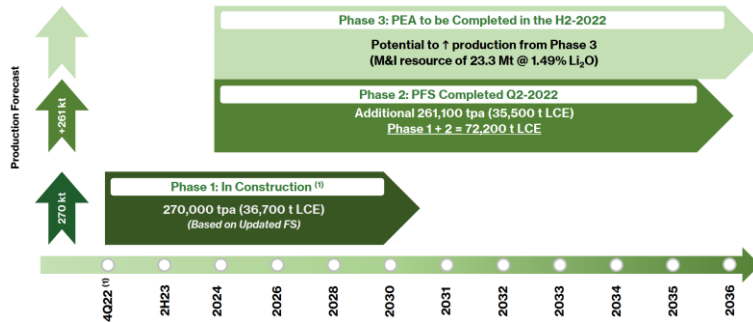 Production Forecast
Phase 3: PEA to be Completed in the H2-2022
Potential to ↑ production from Phase 3
(M&I resource of 23.3 Mt @ 1.49% Li₂O)
+261 kt
Phase 2: PFS Completed Q2-2022
Additional 261,100 tpa (35,500 t LCE)
Phase 1 + 2 = 72,200 t LCE
270 kt
Phase 1: In Construction (1)
270,000 tpa (36,700 t LCE)
(Based on Updated FS)
4Q22 (1)
2H23
2024
2026
2028
2030
2031
2032
2033
2034
2035
2036